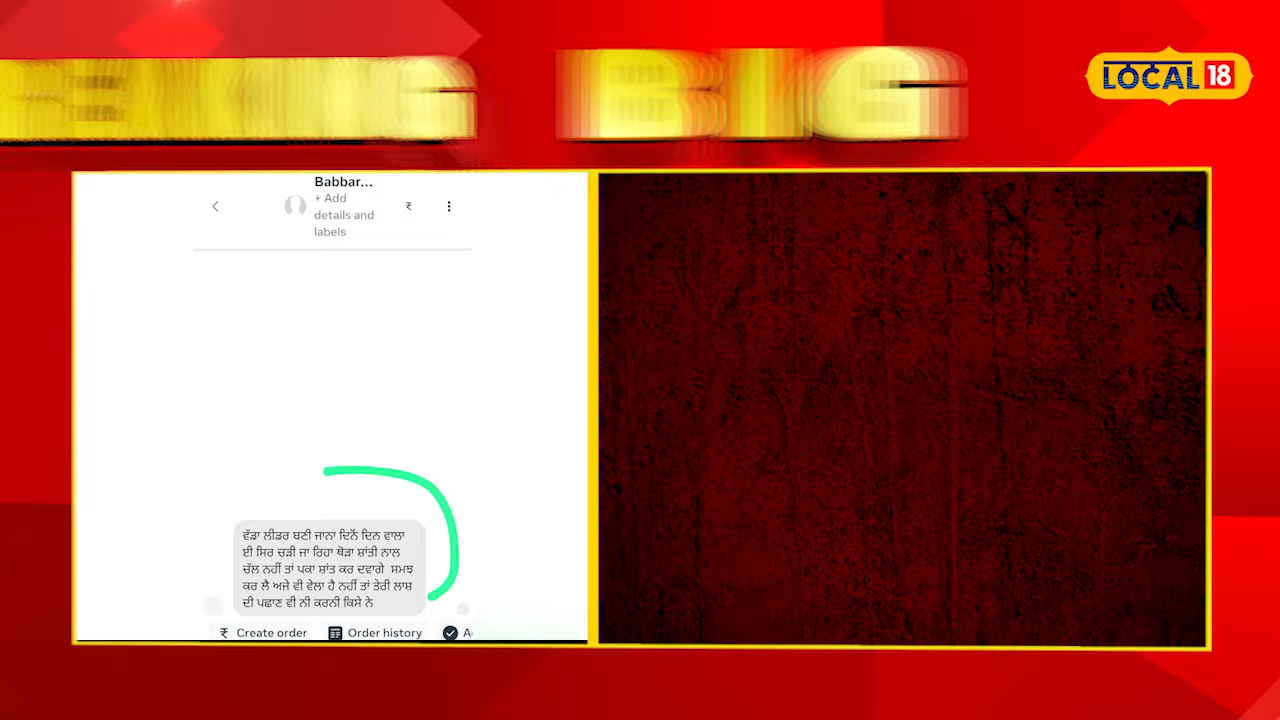 BIG
LOCAL 18
Babbar...
+ Add
details and
labels
₹
ਵੱਡਾ ਲੀਡਰ ਬਣੀ ਜਾਨਾ ਦਿਨੋਂ ਦਿਨ ਵਾਲਾ
ਈ ਸਿਰ ਚੜੀ ਜਾ ਰਿਹਾ ਥੋੜਾ ਸ਼ਾਂਤੀ ਨਾਲ
ਚੱਲ ਨਹੀਂ ਤਾਂ ਪਕਾ ਸ਼ਾਂਤ ਕਰ ਦਵਾਗੇ ਸਮਝ
ਕਰ ਲੈ ਅਜੇ ਵੀ ਵੇਲਾ ਹੈ ਨਹੀਂ ਤਾਂ ਤੇਰੀ ਲਾਸ਼
ਦੀ ਪਛਾਣ ਵੀ ਨੀ ਕਰਨੀ ਕਿਸੇ ਨੇ
₹ Create order Order history